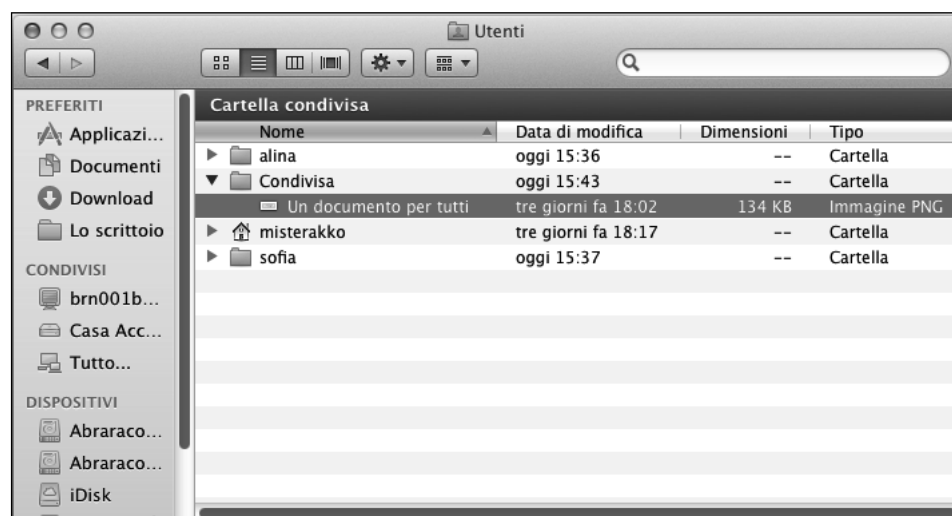 Utenti
PREFERITI
Applicazi...
Documenti
Download
Lo scrittoio
CONDIVISI
brn001b...
Casa Acc...
Tutto...
DISPOSITIVI
Abraraco...
Abraraco...
iDisk
Cartella condivisa
Nome Data di modifica Dimensioni Tipo
alina oggi 15:36 -- Cartella
Condivisa oggi 15:43 -- Cartella
Un documento per tutti tre giorni fa 18:02 134 KB Immagine PNG
misterakko tre giorni fa 18:17 -- Cartella
sofia oggi 15:37 -- Cartella